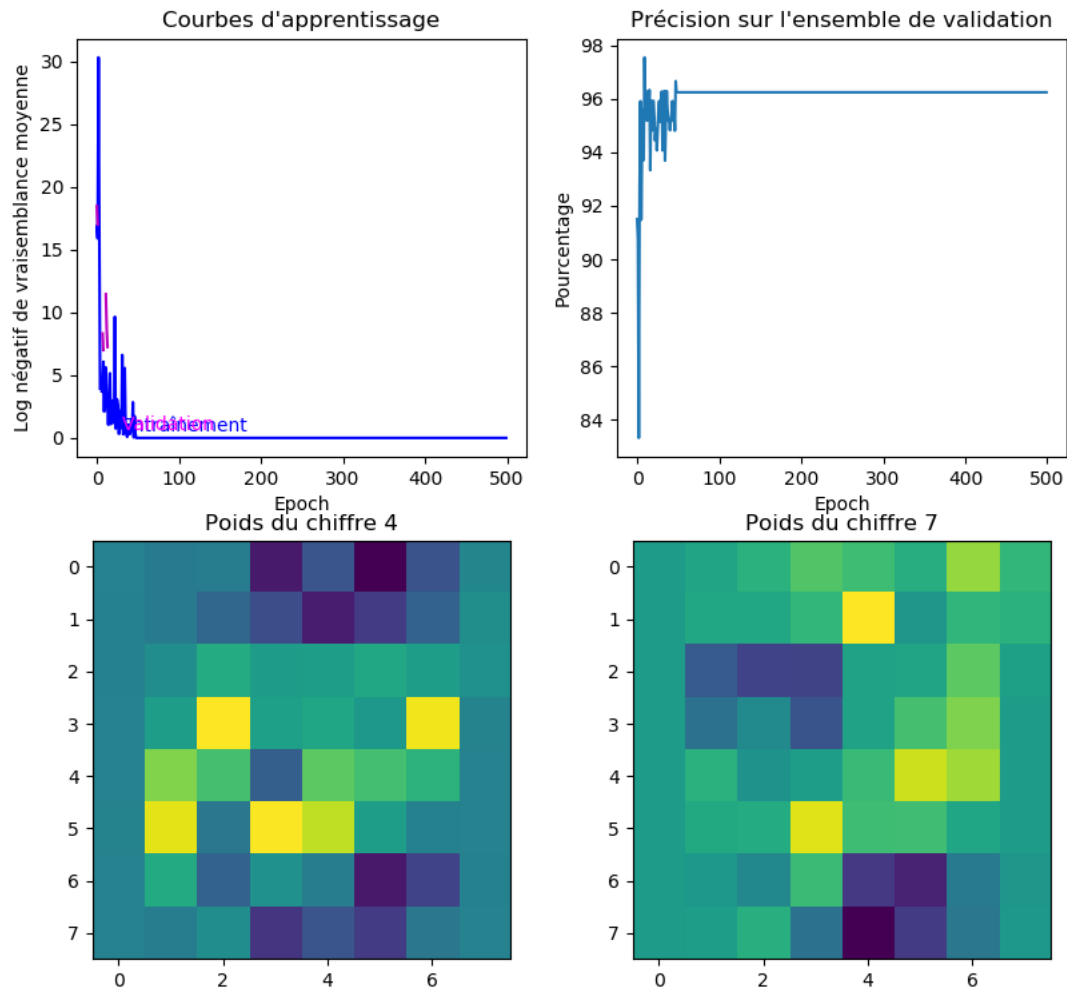 Courbes d'apprentissage
Log négatif de vraisemblance moyenne
30
25
20
15
10
5
0
Validation
Entraînement
0 100 200 300 400 500
Epoch
Précision sur l'ensemble de validation
Pourcentage
98
96
94
92
90
88
86
84
0 100 200 300 400 500
Epoch
Poids du chiffre 4
0
1
2
3
4
5
6
7
0 2 4 6
Poids du chiffre 7
0
1
2
3
4
5
6
7
0 2 4 6